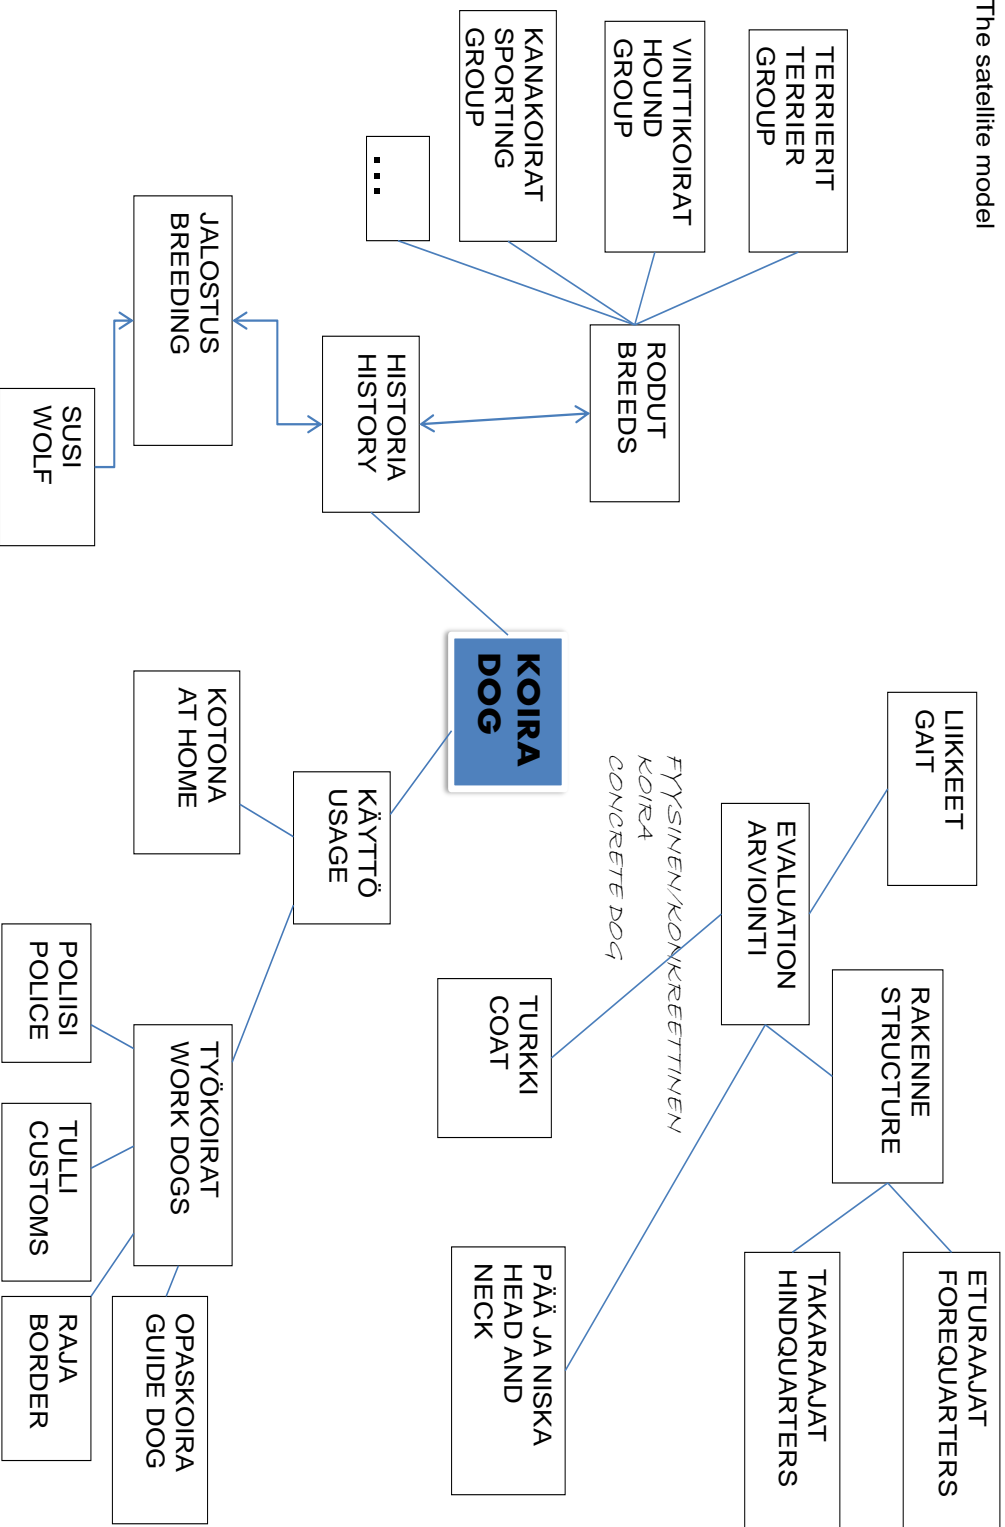 The satellite model
TERRIERIT
TERRIER
GROUP
VINTTIKOIRAT
HOUND
GROUP
KANAKOIRAT
SPORTING
GROUP
...
RODUT
BREEDS
HISTORIA
HISTORY
JALOSTUS
BREEDING
SUSI
WOLF
KOIRA
DOG
LIIKKEET
GAIT
EVALUATION
ARVIOINTI
FYYSINEN/KONKREETTINEN
KOIRA
CONCRETE DOG
RAKENNE
STRUCTURE
ETURAAJAT
FOREQUARTERS
TAKARAAJAT
HINDQUARTERS
TURKKI
COAT
PÄÄ JA NISKA
HEAD AND
NECK
KÄYTTÖ
USAGE
KOTONA
AT HOME
TYÖKOIRAT
WORK DOGS
POLIISI
POLICE
TULLI
CUSTOMS
RAJA
BORDER
OPASKOIRA
GUIDE DOG